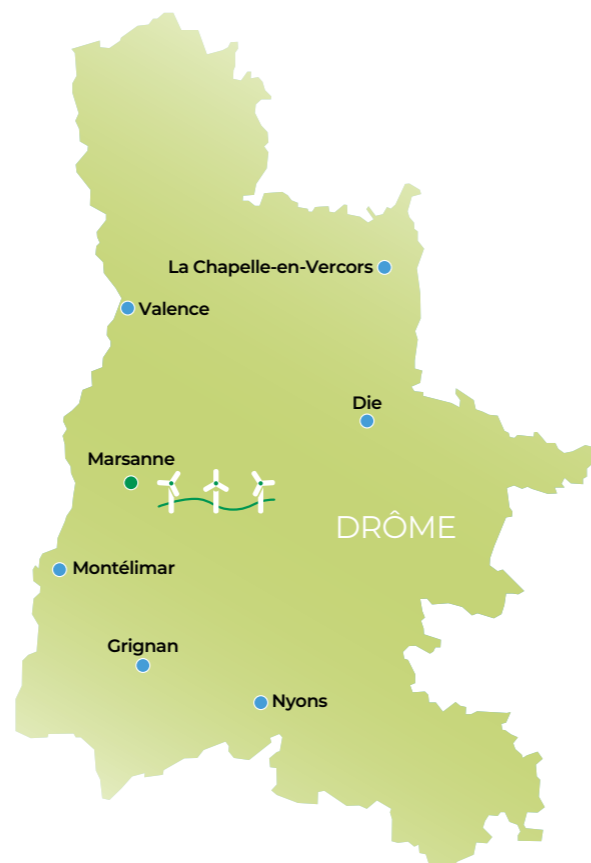 La Chapelle-en-Vercors
Valence
Die
Marsanne
DRÔME
Montélimar
Grignan
Nyons